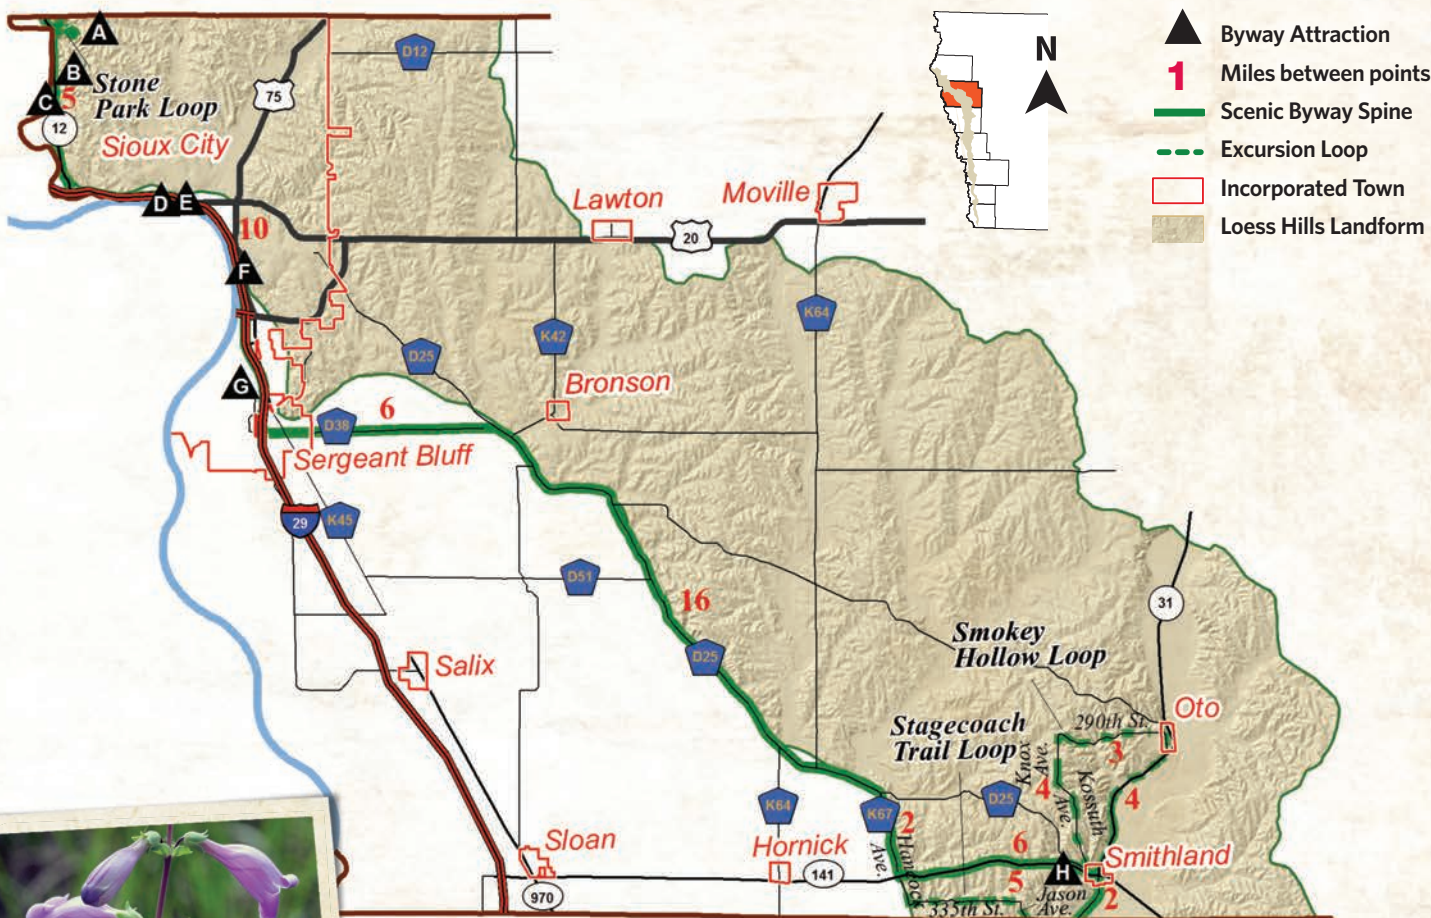 A
B
Stone
Park Loop
C
5
12
Sioux City
75
D12
D
E
10
F
Lawton
Moville
20
N
Byway Attraction
1
Miles between points
Scenic Byway Spine
Excursion Loop
Incorporated Town
Loess Hills Landform
K64
K42
D25
Bronson
G
6
D38
Sergeant Bluff
29
K45
D51
16
D25
Salix
31
Smokey
Hollow Loop
Oto
290th St.
3
Stagecoach
Trail Loop
Knox
Ave.
4
Kossuth
Ave.
4
D25
K64
K67
2
Hancock
Ave.
6
Sloan
970
Hornick
141
5
H
Smithland
2
Jason
Ave.
335th St.